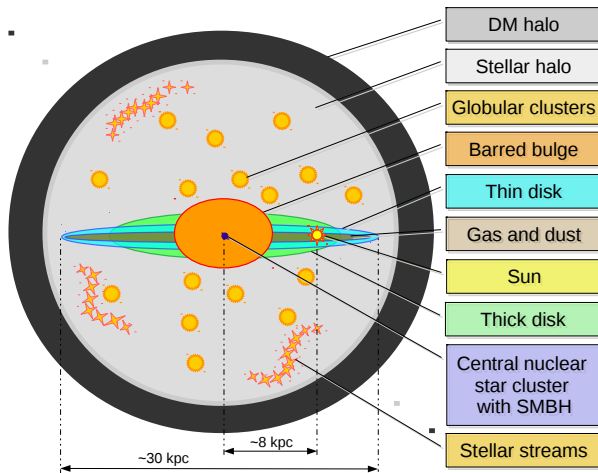 DM halo
Stellar halo
Globular clusters
Barred bulge
Thin disk
Gas and dust
Sun
Thick disk
Central nuclear
star cluster
with SMBH
Stellar streams
~8 kpc
~30 kpc